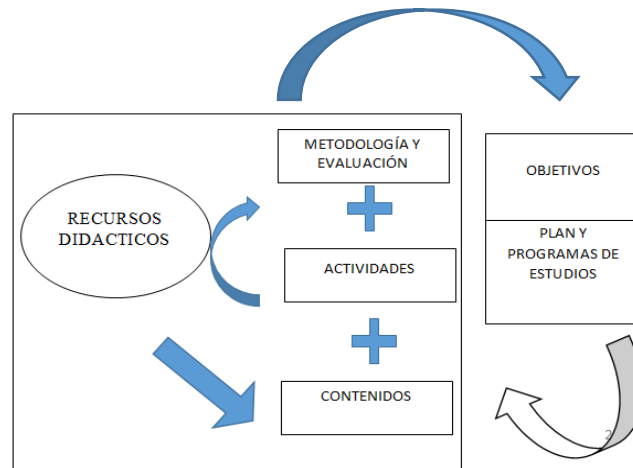 METODOLOGÍA Y
EVALUACIÓN
RECURSOS
DIDACTICOS
ACTIVIDADES
CONTENIDOS
OBJETIVOS
PLAN Y
PROGRAMAS DE
ESTUDIOS
2